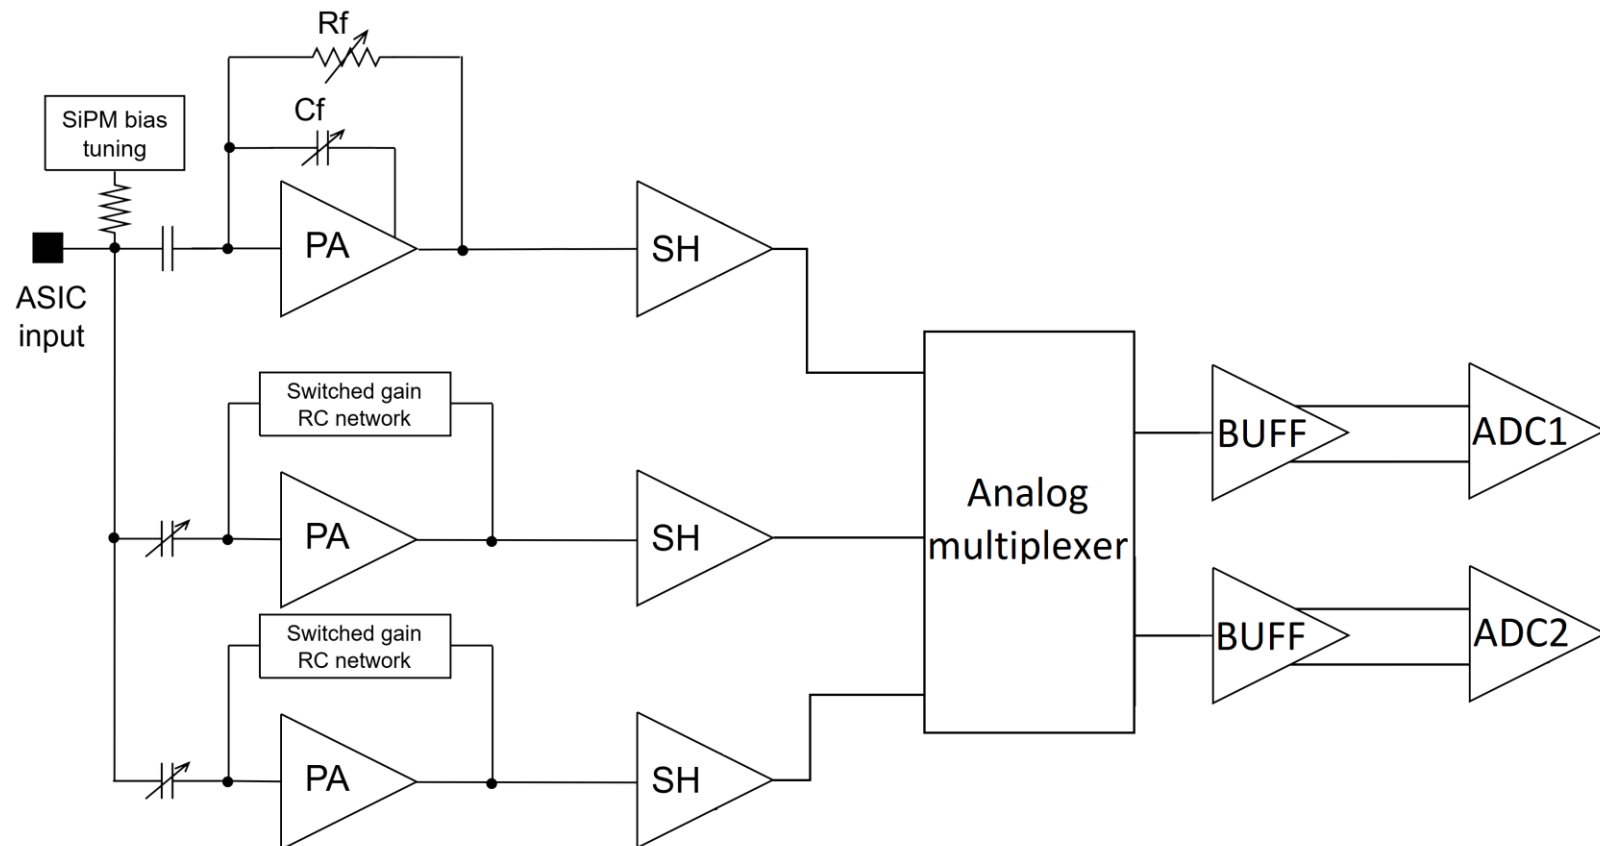 Rf
Cf
SiPM bias
tuning
PA
SH
ASIC
input
Switched gain
RC network
PA
SH
Analog
multiplexer
BUFF
ADC1
BUFF
ADC2
Switched gain
RC network
PA
SH